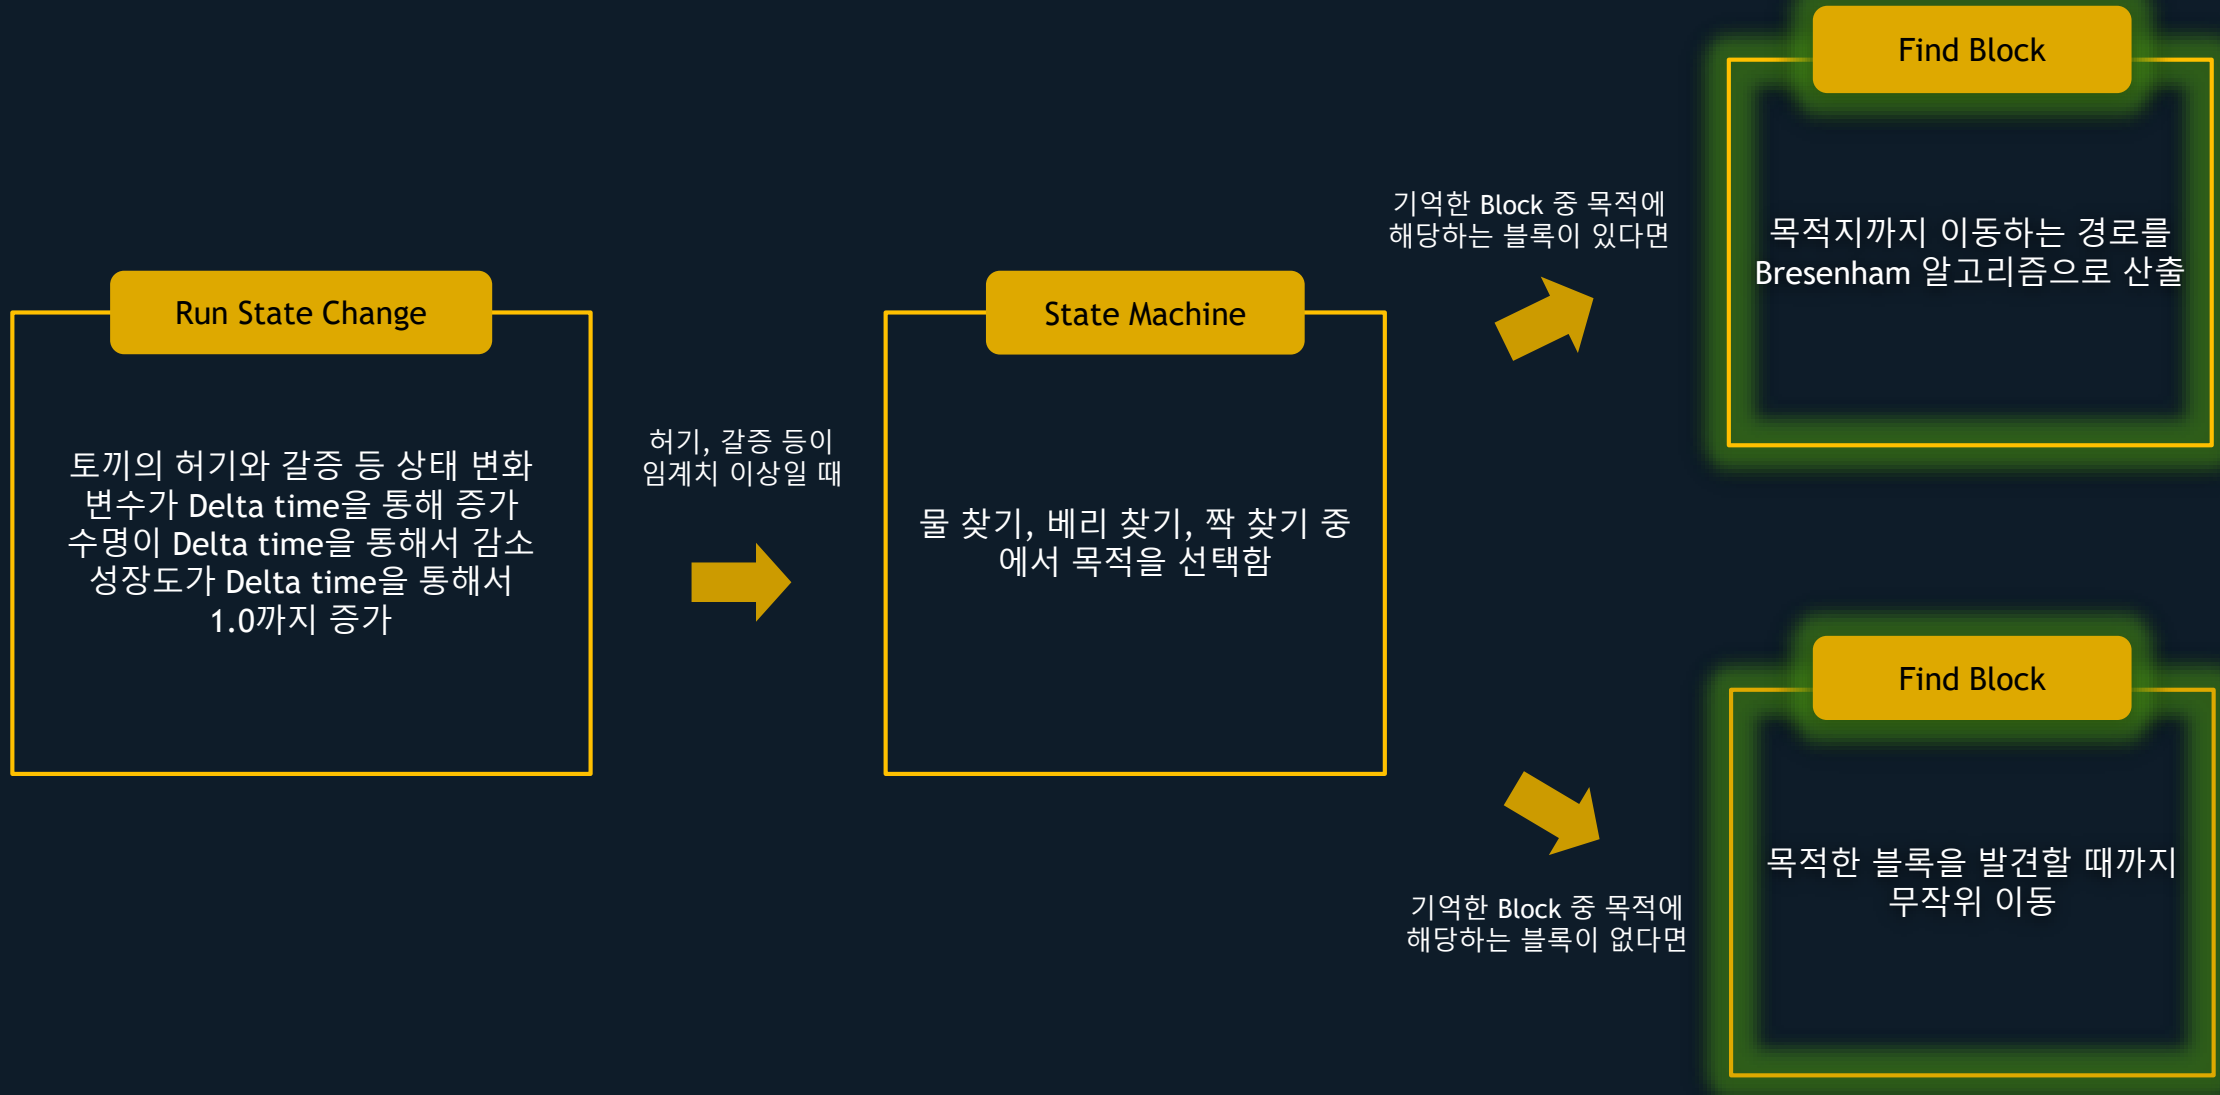 Run State Change
토끼의 허기와 갈증 등 상태 변화
변수가 Delta time을 통해 증가
수명이 Delta time을 통해서 감소
성장도가 Delta time을 통해서
1.0까지 증가
허기, 갈증 등이
임계치 이상일 때
State Machine
물 찾기, 베리 찾기, 짝 찾기 중
에서 목적을 선택함
기억한 Block 중 목적에
해당하는 블록이 있다면
Find Block
목적지까지 이동하는 경로를
Bresenham 알고리즘으로 산출
기억한 Block 중 목적에
해당하는 블록이 없다면
Find Block
목적한 블록을 발견할 때까지
무작위 이동